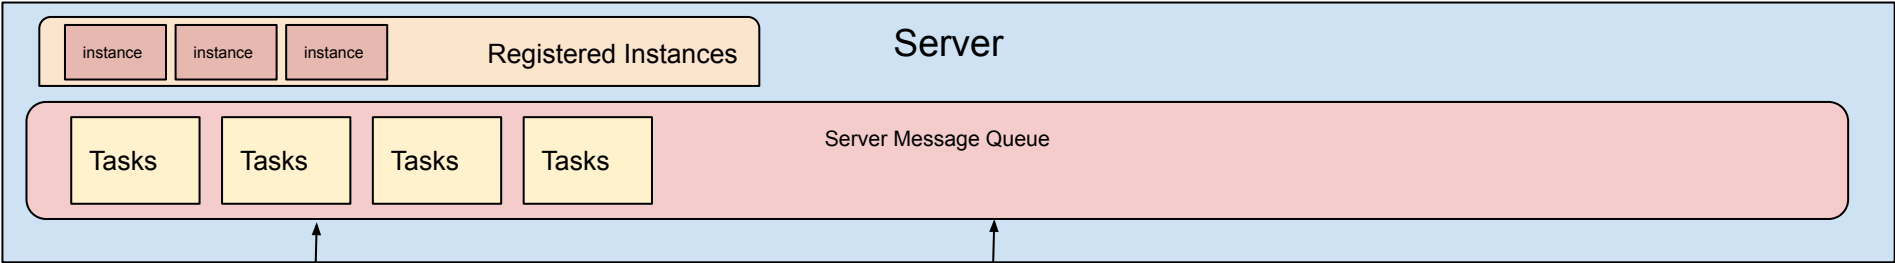 instance
instance
instance
Registered Instances
Server
Tasks
Tasks
Tasks
Tasks
Server Message Queue